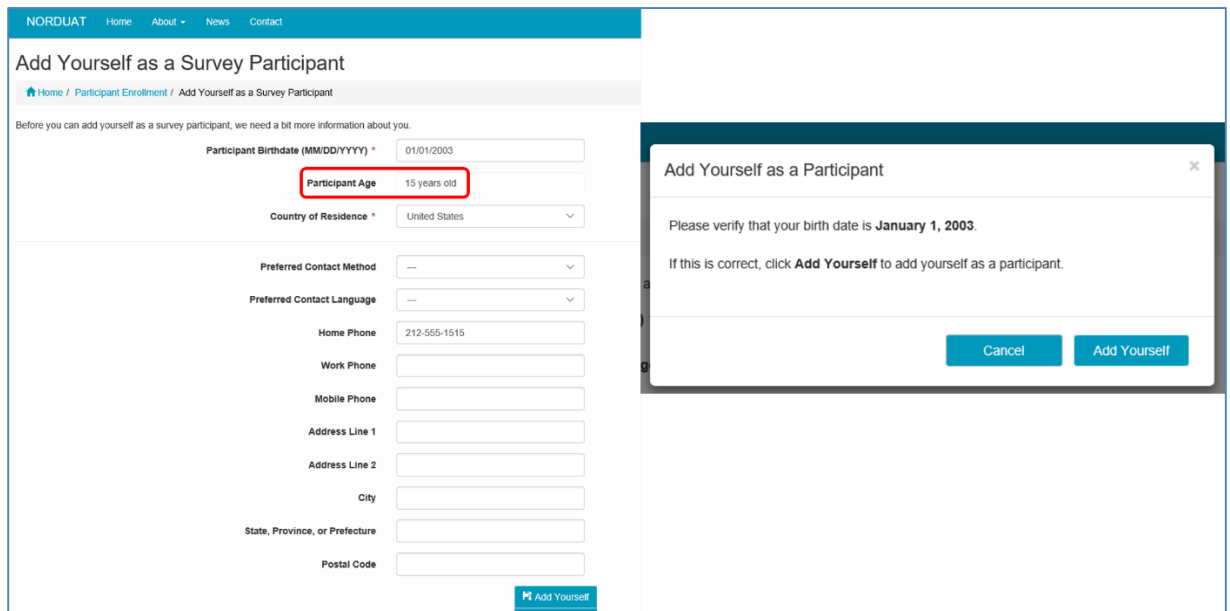 NORDUAT Home About News Contact
Add Yourself as a Survey Participant
Home / Participant Enrollment / Add Yourself as a Survey Participant
Before you can add yourself as a survey participant, we need a bit more information about you.
Participant Birthdate (MM/DD/YYYY) * 01/01/2003
Participant Age 15 years old
Country of Residence * United States
Preferred Contact Method ---
Preferred Contact Language ---
Home Phone 212-555-1515
Work Phone
Mobile Phone
Address Line 1
Address Line 2
City
State, Province, or Prefecture
Postal Code
Add Yourself
Add Yourself as a Participant ×
Please verify that your birth date is January 1, 2003.
If this is correct, click Add Yourself to add yourself as a participant.
Cancel Add Yourself